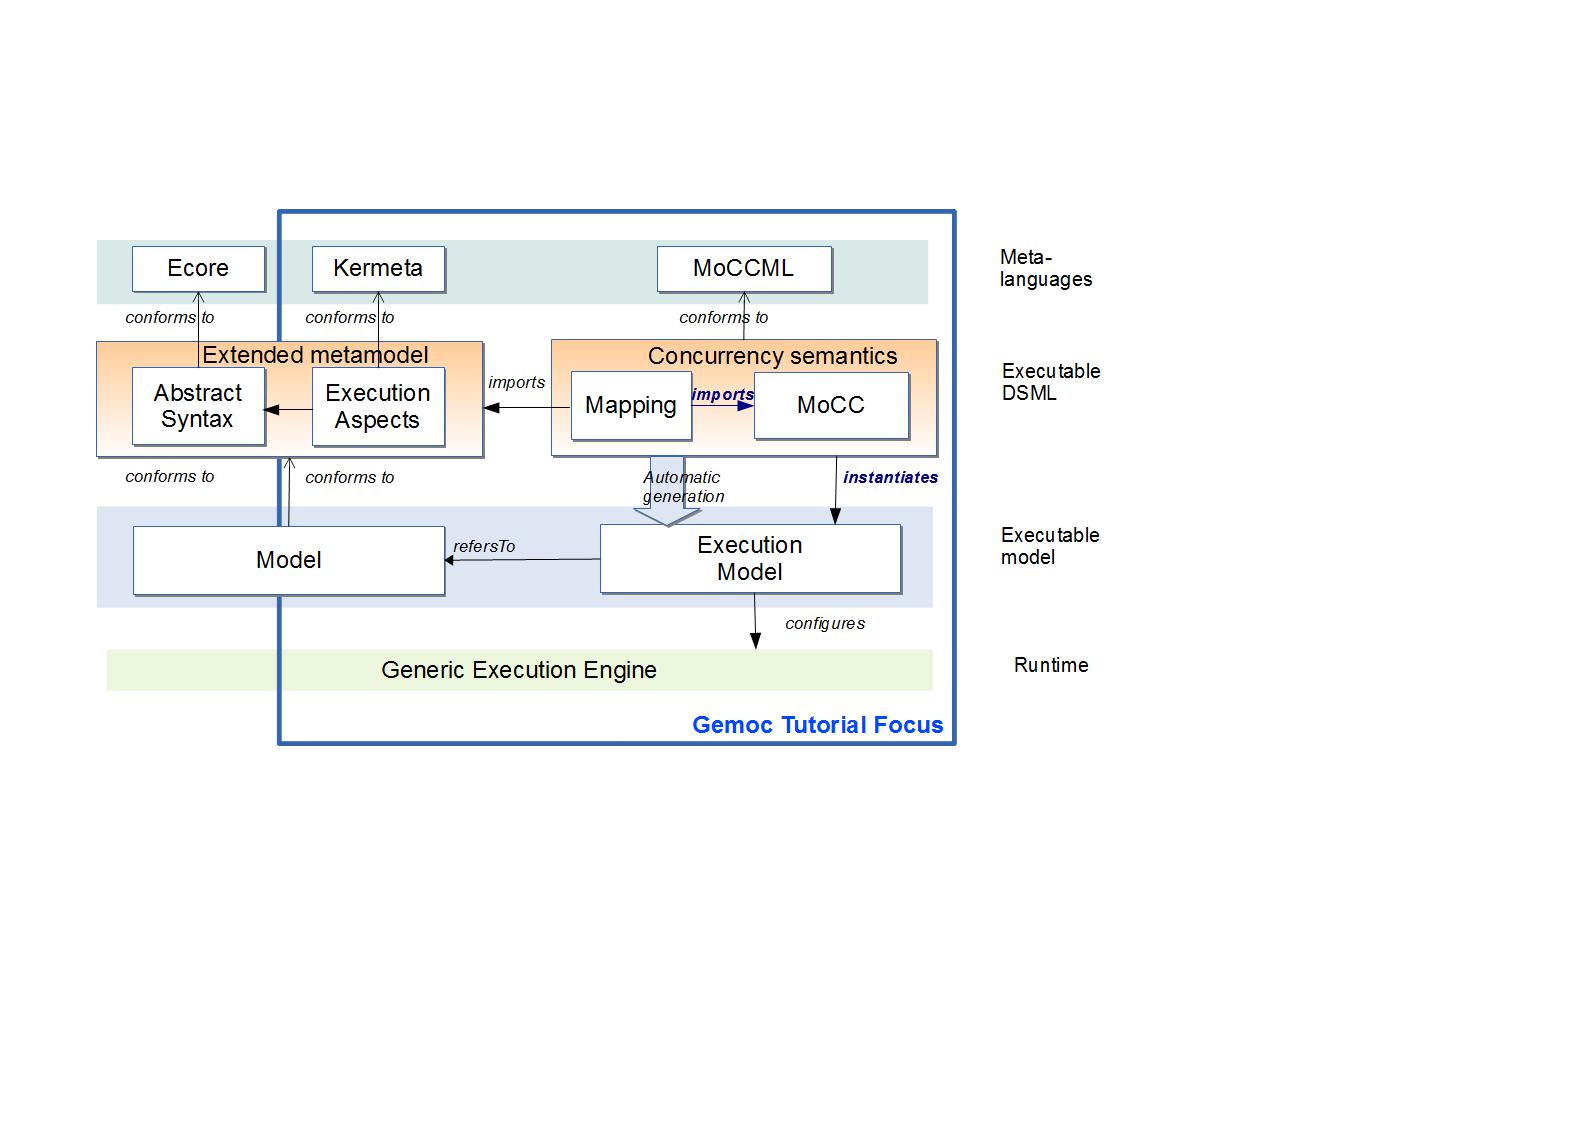 Ecore
Kermeta
MoCCML
Meta-
languages
conforms to
conforms to
conforms to
Extended metamodel
Concurrency semantics
Abstract
Syntax
Execution
Aspects
imports
Mapping
imports
MoCC
Executable
DSML
conforms to
conforms to
Automatic
generation
instantiates
Model
refersTo
Execution
Model
Executable
model
configures
Generic Execution Engine
Runtime
Gemoc Tutorial Focus